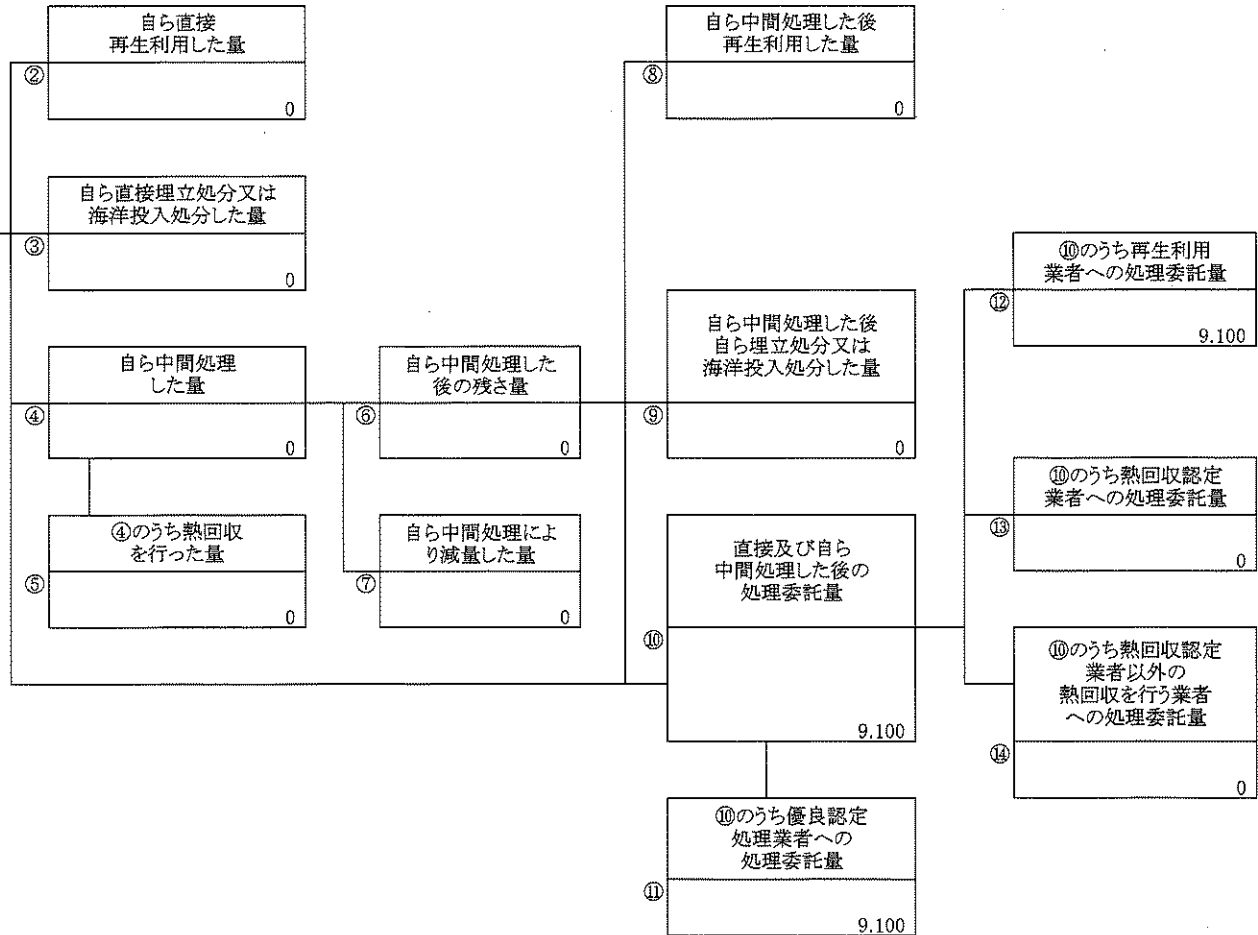 自ら直接
再生利用した量
②
0
自ら直接埋立処分又は
海洋投入処分した量
③
0
自ら中間処理
した量
④
0
④のうち熱回収
を行った量
⑤
0
自ら中間処理した
後の残さ量
⑥
0
自ら中間処理によ
り減量した量
⑦
0
自ら中間処理した後
再生利用した量
⑧
0
自ら中間処理した後
自ら埋立処分又は
海洋投入処分した量
⑨
0
直接及び自ら
中間処理した後の
処理委託量
⑩
9.100
⑩のうち優良認定
処理業者への
処理委託量
⑪
9.100
⑩のうち再生利用
業者への処理委託量
⑫
9.100
⑩のうち熱回収認定
業者への処理委託量
⑬
0
⑩のうち熱回収認定
業者以外の
熱回収を行う業者
への処理委託量
⑭
0